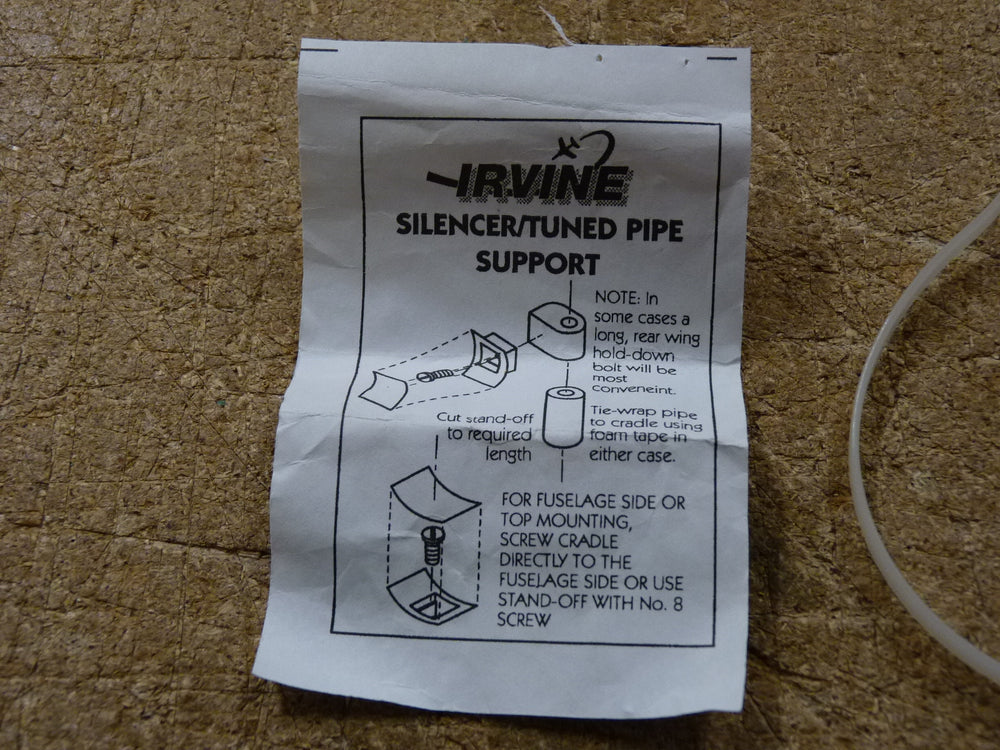 IRVINE
SILENCER/TUNED PIPE
SUPPORT
NOTE: In
some cases a
long, rear wing
hold-down
bolt will be
most
conveneint.
Cut stand-off
to required
length
Tie-wrap pipe
to cradle using
foam tape in
either case.
FOR FUSELAGE SIDE OR
TOP MOUNTING,
SCREW CRADLE
DIRECTLY TO THE
FUSELAGE SIDE OR USE
STAND-OFF WITH No. 8
SCREW